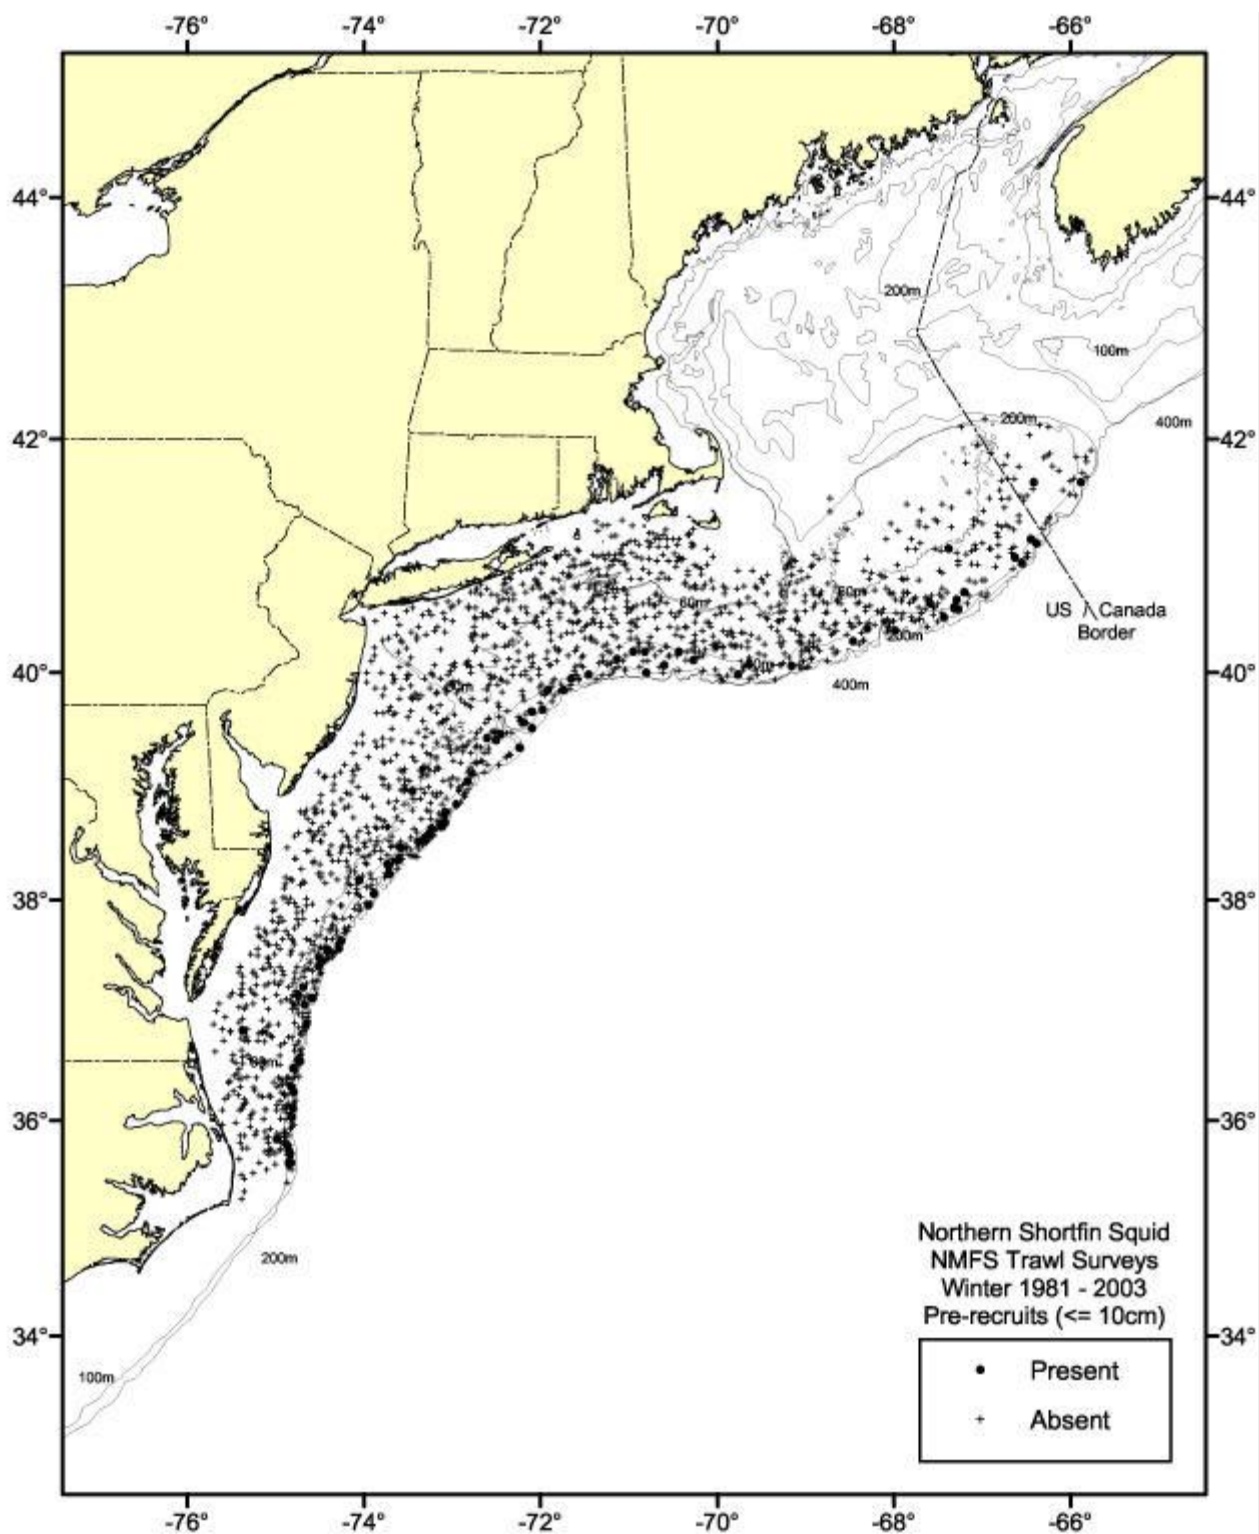 -76° -74° -72° -70° -68° -66°
44° 44°
200m
100m
200m
400m
42° 42°
60m
60m
US Canada
Border
200m
40° 40°
400m
38° 38°
36° 36°
Northern Shortfin Squid
NMFS Trawl Surveys
200m
Winter 1981 - 2003
Pre-recruits (<= 10cm)
34° 34°
Present
100m
Absent
-76° -74° -72° -70° -68° -66°